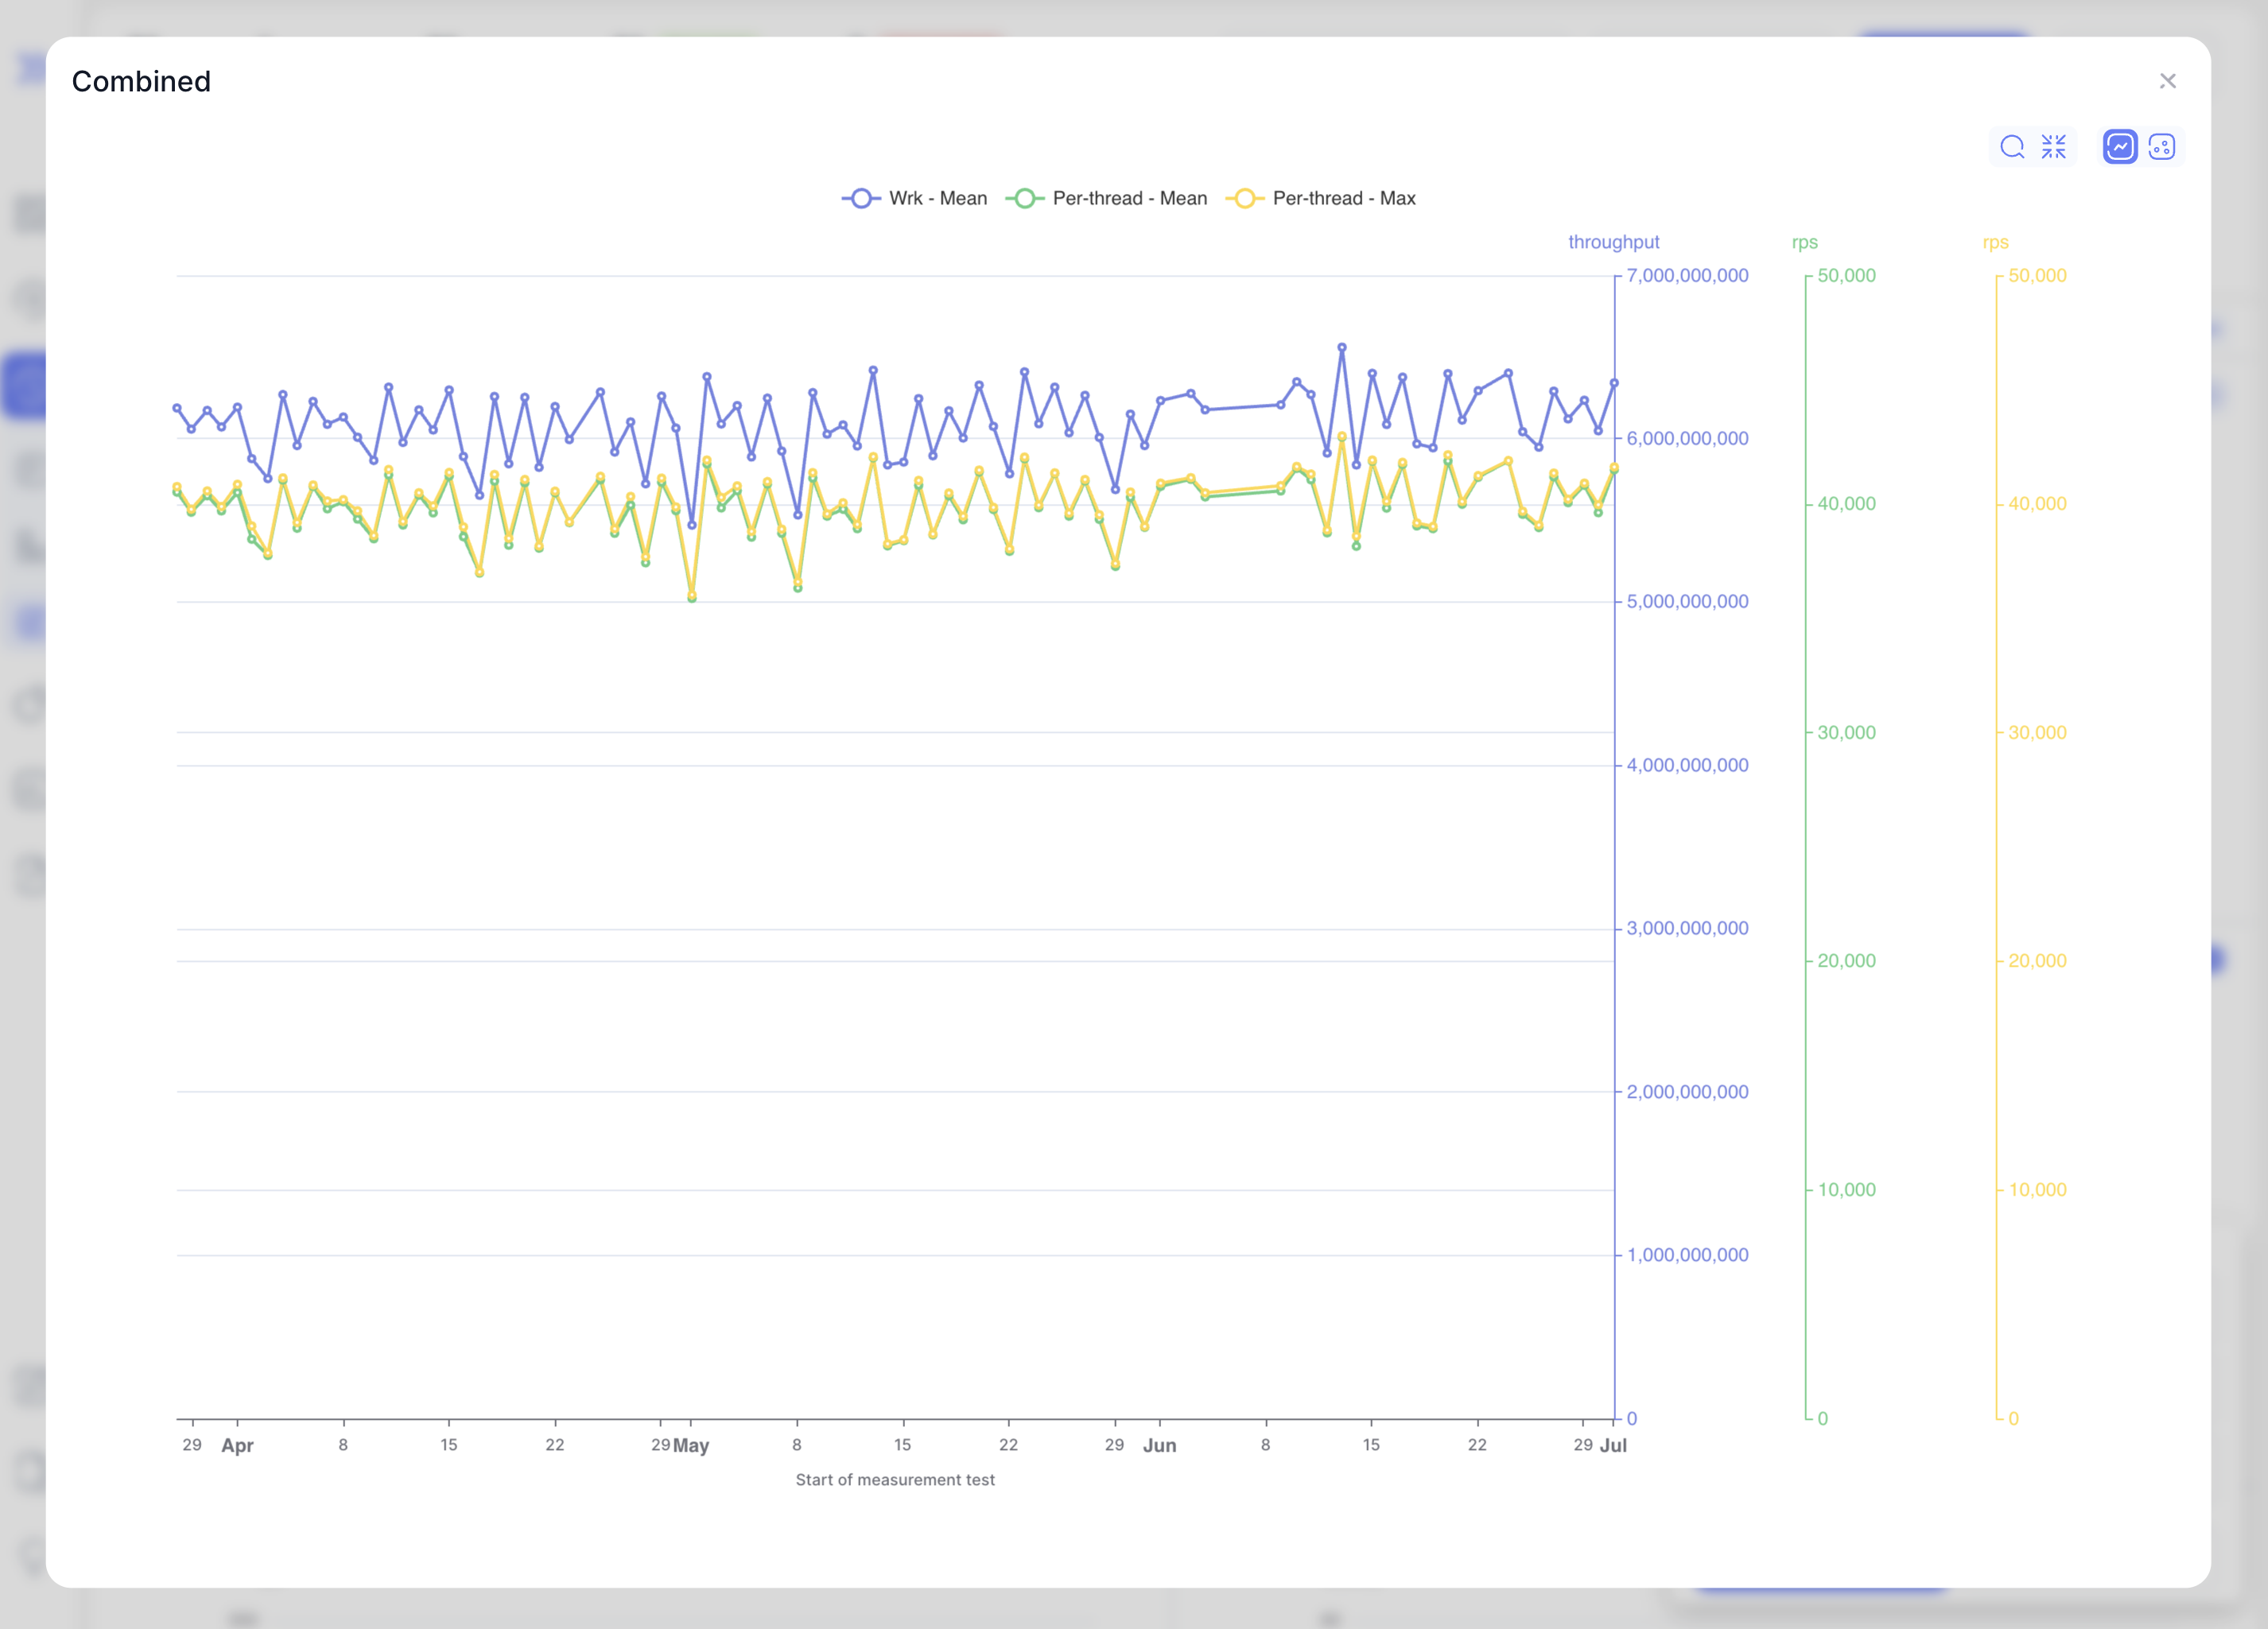 Combined
Wrk - Mean Per-thread - Mean Per-thread - Max
throughput rps rps
7,000,000,000 50,000 50,000
6,000,000,000
40,000 40,000
5,000,000,000
30,000 30,000
4,000,000,000
3,000,000,000
20,000 20,000
2,000,000,000
10,000 10,000
1,000,000,000
0 0 0
29 Apr 8 15 22 29 May 8 15 22 29 Jun 8 15 22 29 Jul
Start of measurement test